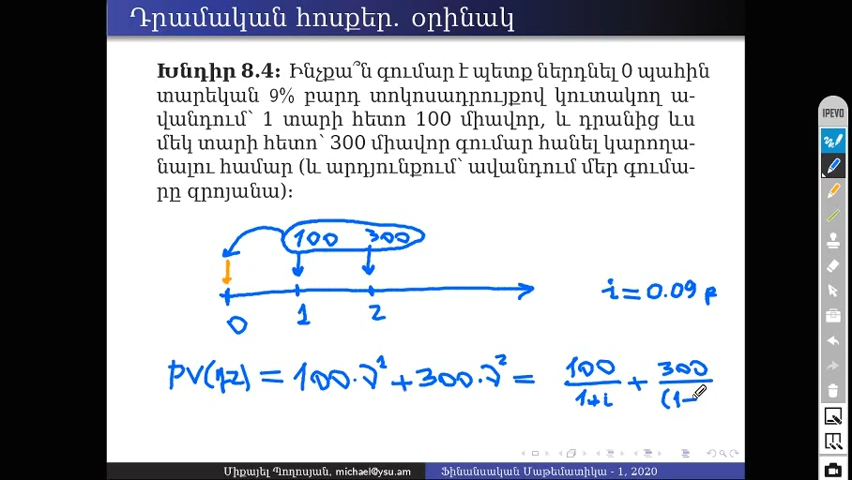 Դրամական հոսքեր. օրինակ
Խնդիր 8.4: Ինչքա՞ն գումար է պետք ներդնել 0 պահին
տարեկան 9% բարդ տոկոսադրույքով կուտակող ա-
վանդում՝ 1 տարի հետո 100 միավոր, և դրանից ևս
մեկ տարի հետո՝ 300 միավոր գումար հանել կարողա-
նալու համար (և արդյունքում՝ ավանդում մեր գումա-
րը զրոյանա):
100 300
0 1 2
i = 0.09
= 100·ν¹ + 300·ν² = 100/1+i + 300/(1-
Միքայել Պողոսյան, michael@ysu.am
Ֆինանսական Մաթեմատիկա - 1, 2020
IPEVO